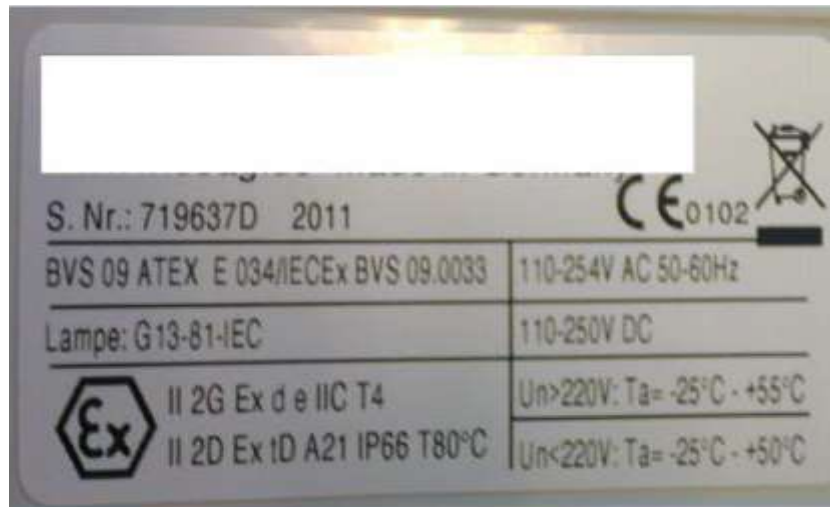 S. Nr.: 719637D 2011 CE0102
BVS 09 ATEX E 034/IECEx BVS 09.0033 110-254V AC 50-60Hz
Lampe: G13-81-IEC 110-250V DC
Ex II 2G Ex d e IIC T4 Un>220V: Ta= -25°C - +55°C
II 2D Ex tD A21 IP66 T80°C Un<220V: Ta= -25°C - +50°C